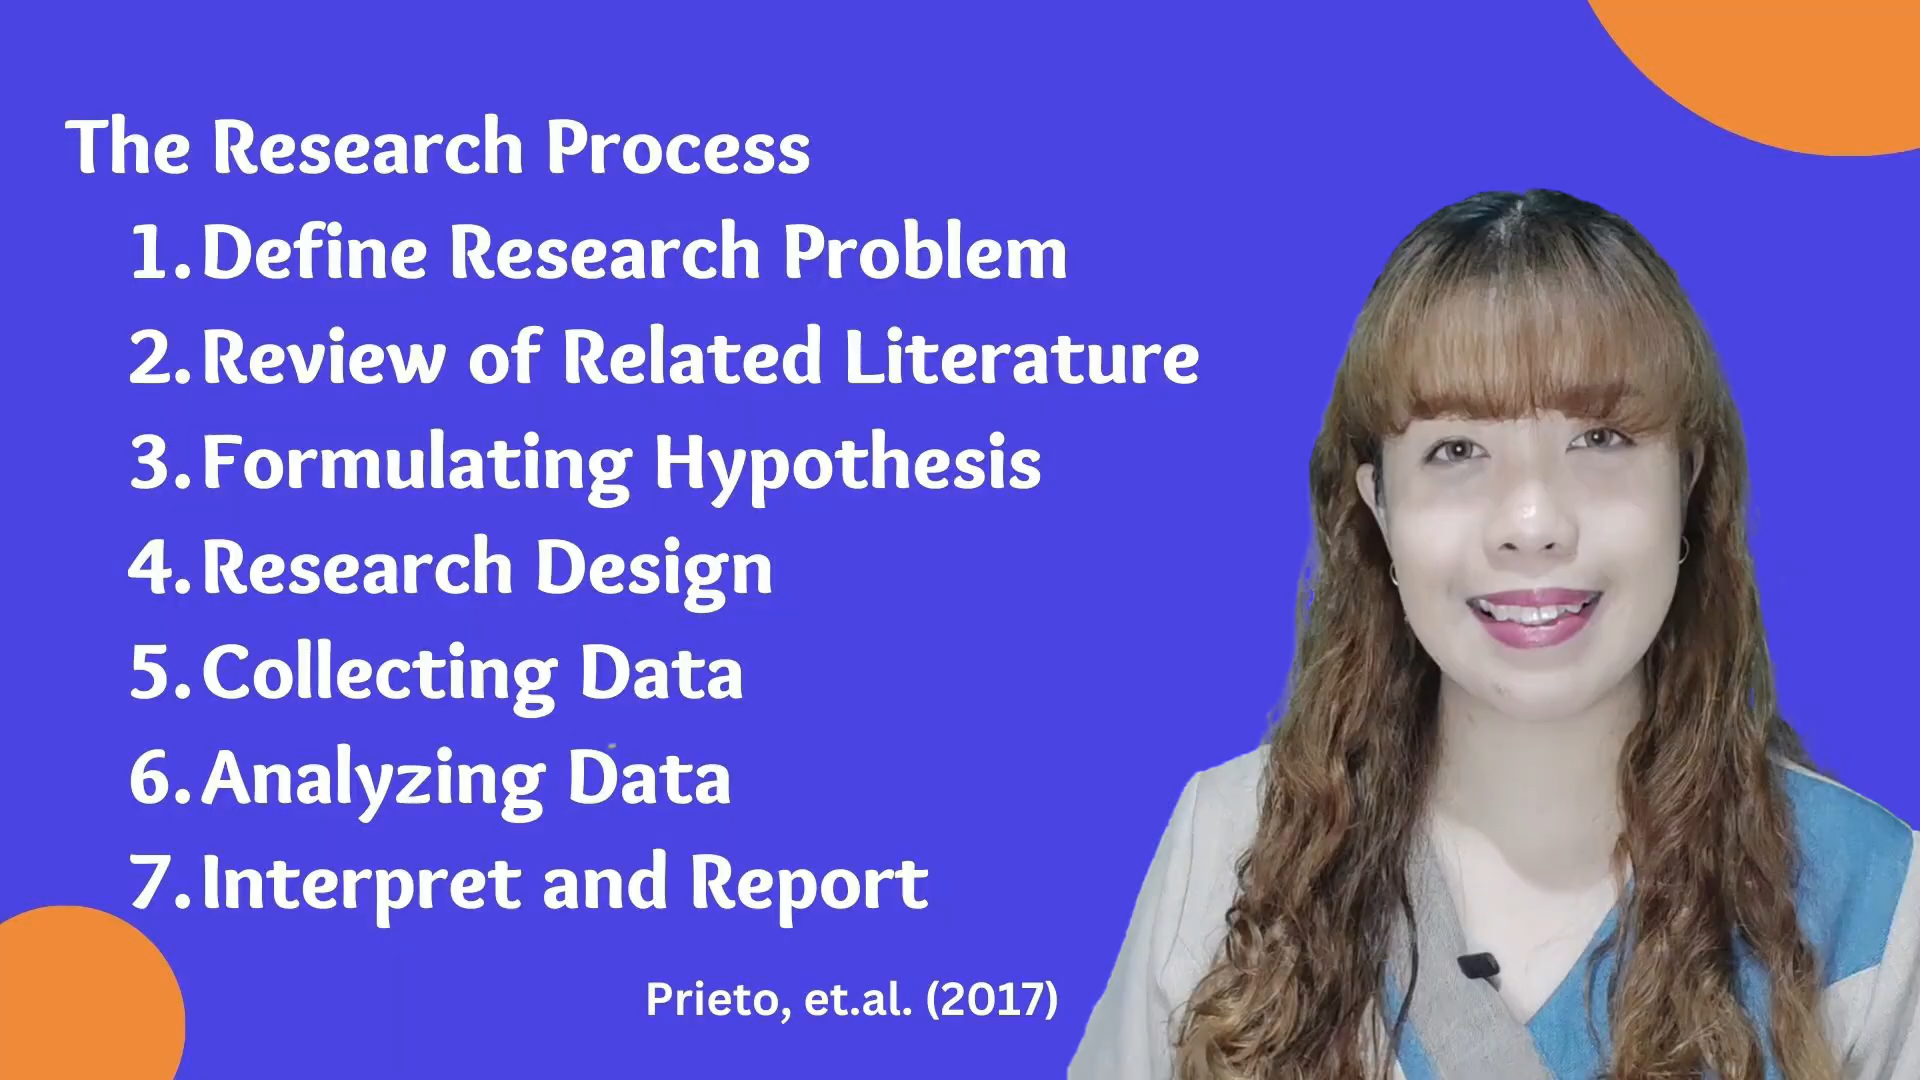 The Research Process
1. Define Research Problem
2. Review of Related Literature
3. Formulating Hypothesis
4. Research Design
5. Collecting Data
6. Analyzing Data
7. Interpret and Report
Prieto, et.al. (2017)